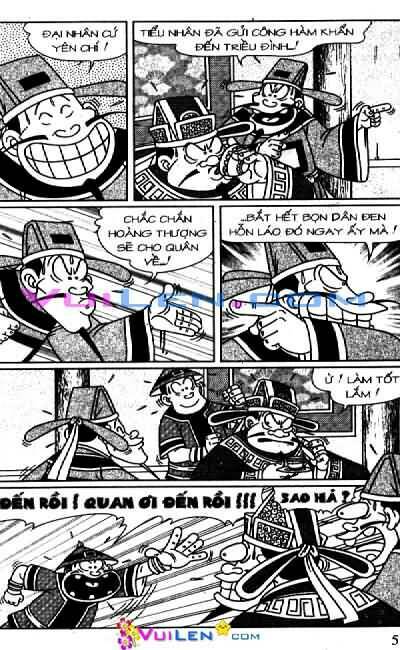 ĐẠI NHÂN CỨ
YÊN CHÍ !
TIỂU NHÂN ĐÃ GỬI CÔNG HÀM KHẨN
ĐẾN TRIỀU ĐÌNH...!
CHẮC CHẮN
HOÀNG THƯỢNG
SẼ CHO QUÂN
VỀ...!
...BẮT HẾT BỌN DÂN ĐEN
HỖN LÁO ĐÓ NGAY ẤY MÀ !
VUILEN.COM
Ừ ! LÀM TỐT
LẮM !
ĐẾN RỒI ! QUAN ƠI ĐẾN RỒI !!!
SAO HẢ ?
VUILEN.COM
5